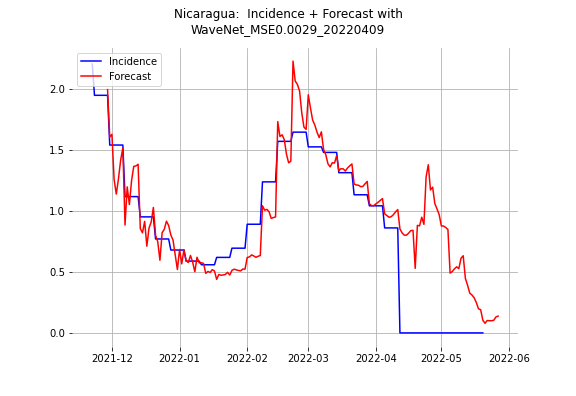 Nicaragua:  Incidence + Forecast with
WaveNet_MSE0.0029_20220409
Incidence
Forecast
2.0
1.5
1.0
0.5
0.0
2021-12 2022-01 2022-02 2022-03 2022-04 2022-05 2022-06